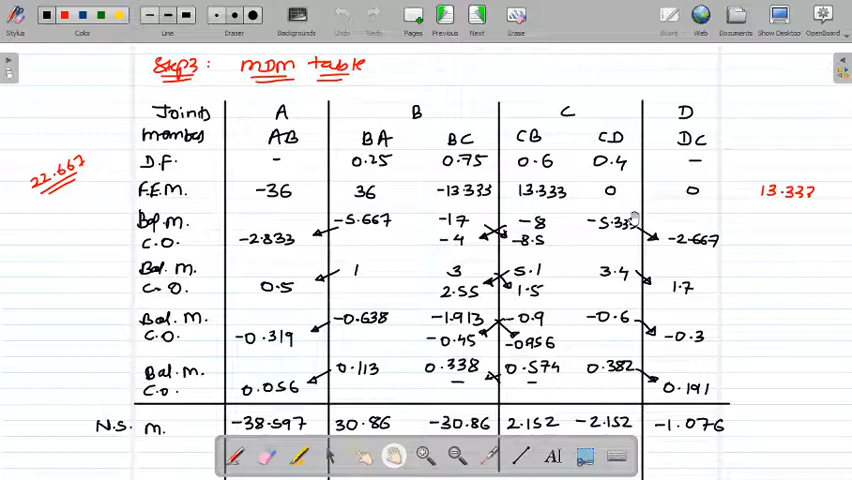 Stylus Color Line Eraser Backgrounds Undo Redo Pages Previous Next Erase Board Web Documents Show Desktop OpenBoard
Step3: MDM table
Joints A B C D
members AB BA BC CB CD DC
D.F. - 0.25 0.75 0.6 0.4 -
22.667
F.E.M. -36 36 -13.333 13.333 0 0 13.337
Bal M. -5.667 -17 -8 -5.333
C.O. -2.833 -4 -8.5 -2.667
Bal. M. 1 3 5.1 3.4
C.O. 0.5 2.55 1.5 1.7
Bal. M. -0.638 -1.913 -0.9 -0.6
C.O. -0.319 -0.45 -0956 -0.3
Bal. M. 0.113 0.338 0.574 0.382
C.O. 0.056 - - 0.191
N.S. M. -38.597 30.86 -30.86 2.152 -2.152 -1.076